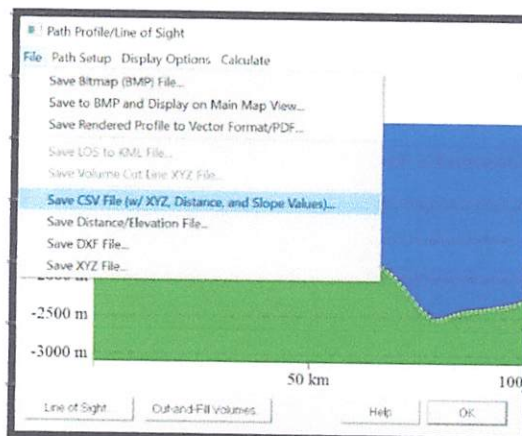 Path Profile/Line of Sight
File Path Setup Display Options Calculate
Save Bitmap (BMP) File...
Save to BMP and Display on Main Map View...
Save Rendered Profile to Vector Format/PDF...
Save LOS to KML File...
Save Volume Cut Line XYZ File...
Save CSV File (w/ XYZ, Distance, and Slope Values)...
Save Distance/Elevation File...
Save DXF File...
Save XYZ File...
-2500 m
-3000 m
50 km
100
Line of Sight...
Cut-and-Fill Volumes...
Help
OK